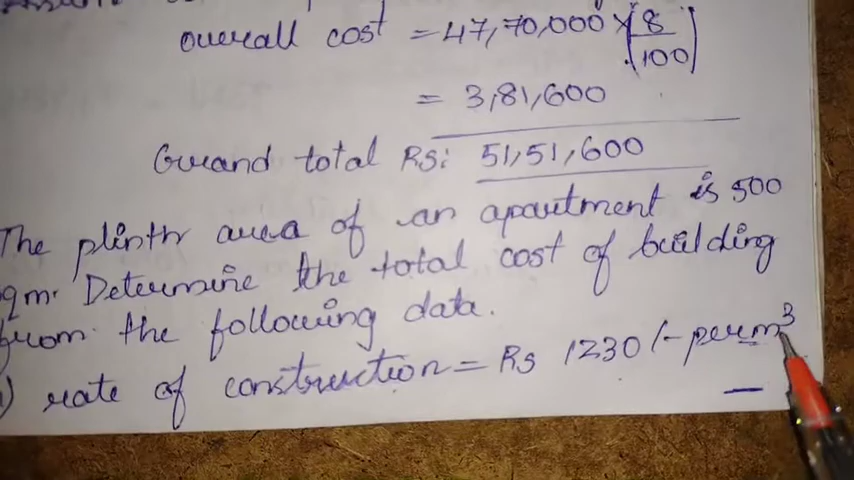 overall cost = 47,70,000 × (8/100)
= 3,81,600
Grand total Rs: 51,51,600
The plinth area of an apartment is 500
qm. Determine the total cost of building
from the following data.
) rate of construction = Rs 1230/- per m³